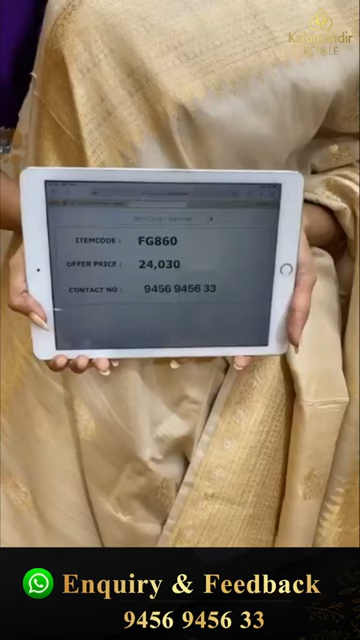 ITEMCODE : FG860
OFFER PRICE : 24,030
CONTACT NO : 9456 9456 33
Enquiry & Feedback
9456 9456 33